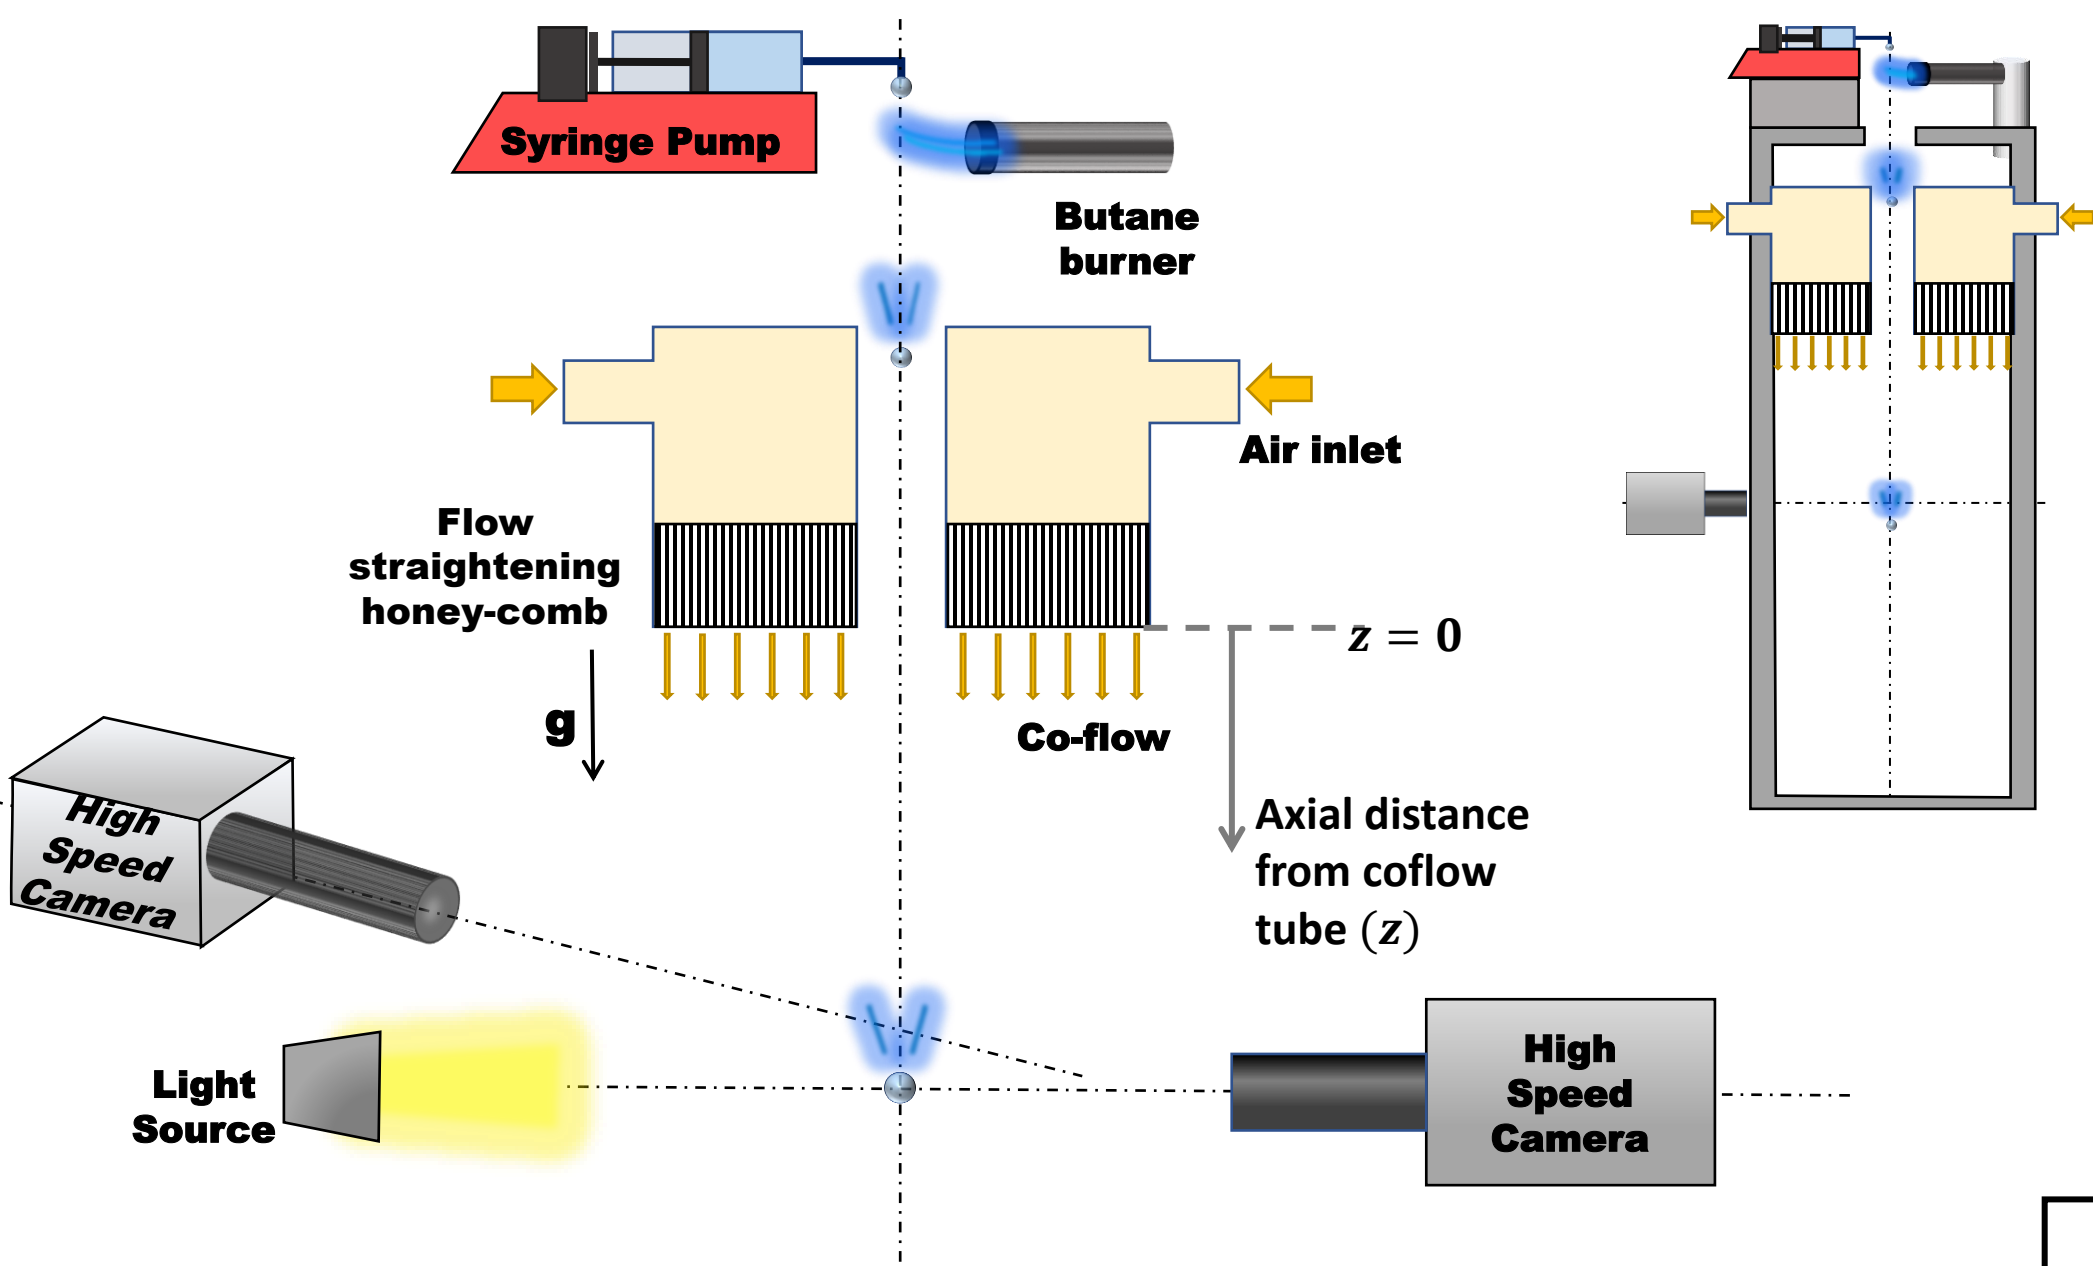 Syringe Pump
Butane
burner
Air inlet
Flow
straightening
honey-comb
z = 0
g
Co-flow
High
Speed
Camera
Axial distance
from coflow
tube (z)
Light
Source
High
Speed
Camera